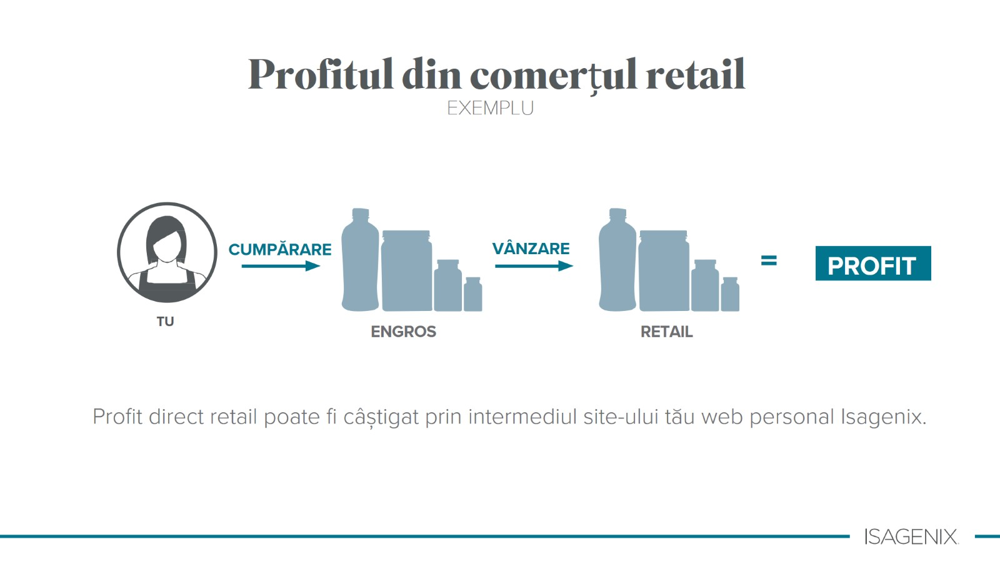 Profitul din comerțul retail
EXEMPLU
CUMPĂRARE
VÂNZARE
=
PROFIT
TU
ENGROS
RETAIL
Profit direct retail poate fi câștigat prin intermediul site-ului tău web personal Isagenix.
ISAGENIX